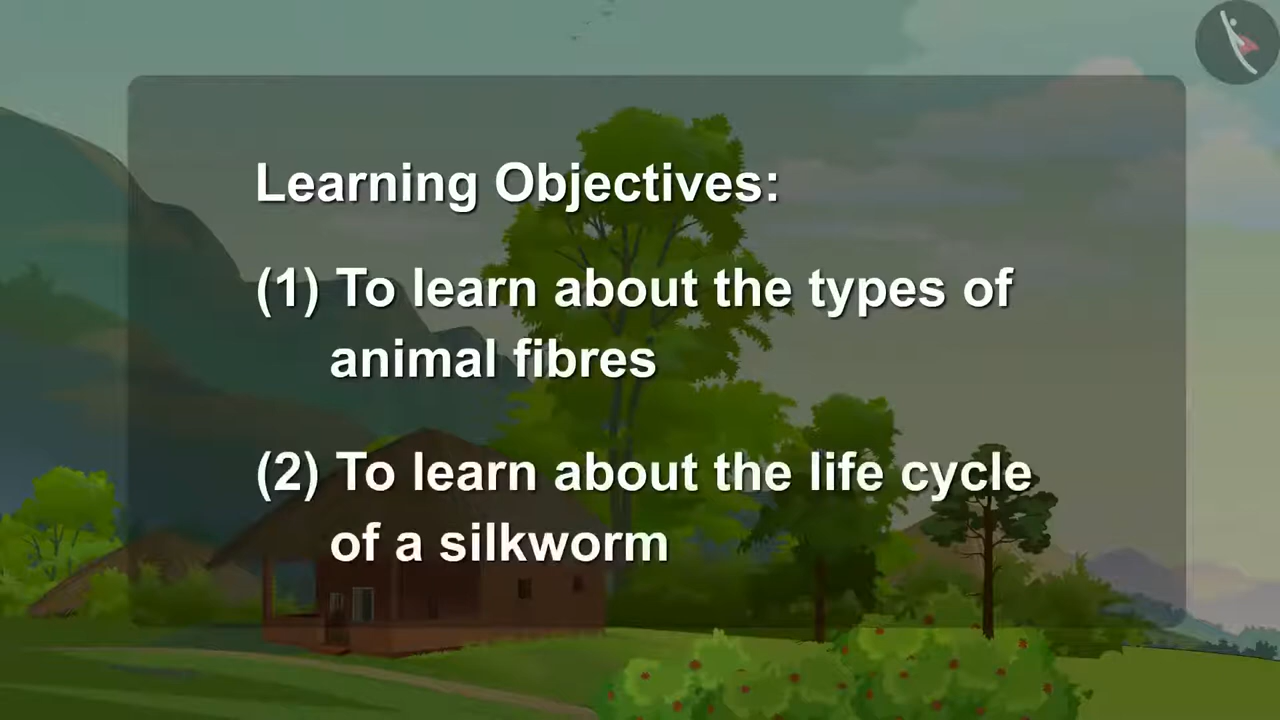 Learning Objectives:
(1) To learn about the types of
animal fibres
(2) To learn about the life cycle
of a silkworm